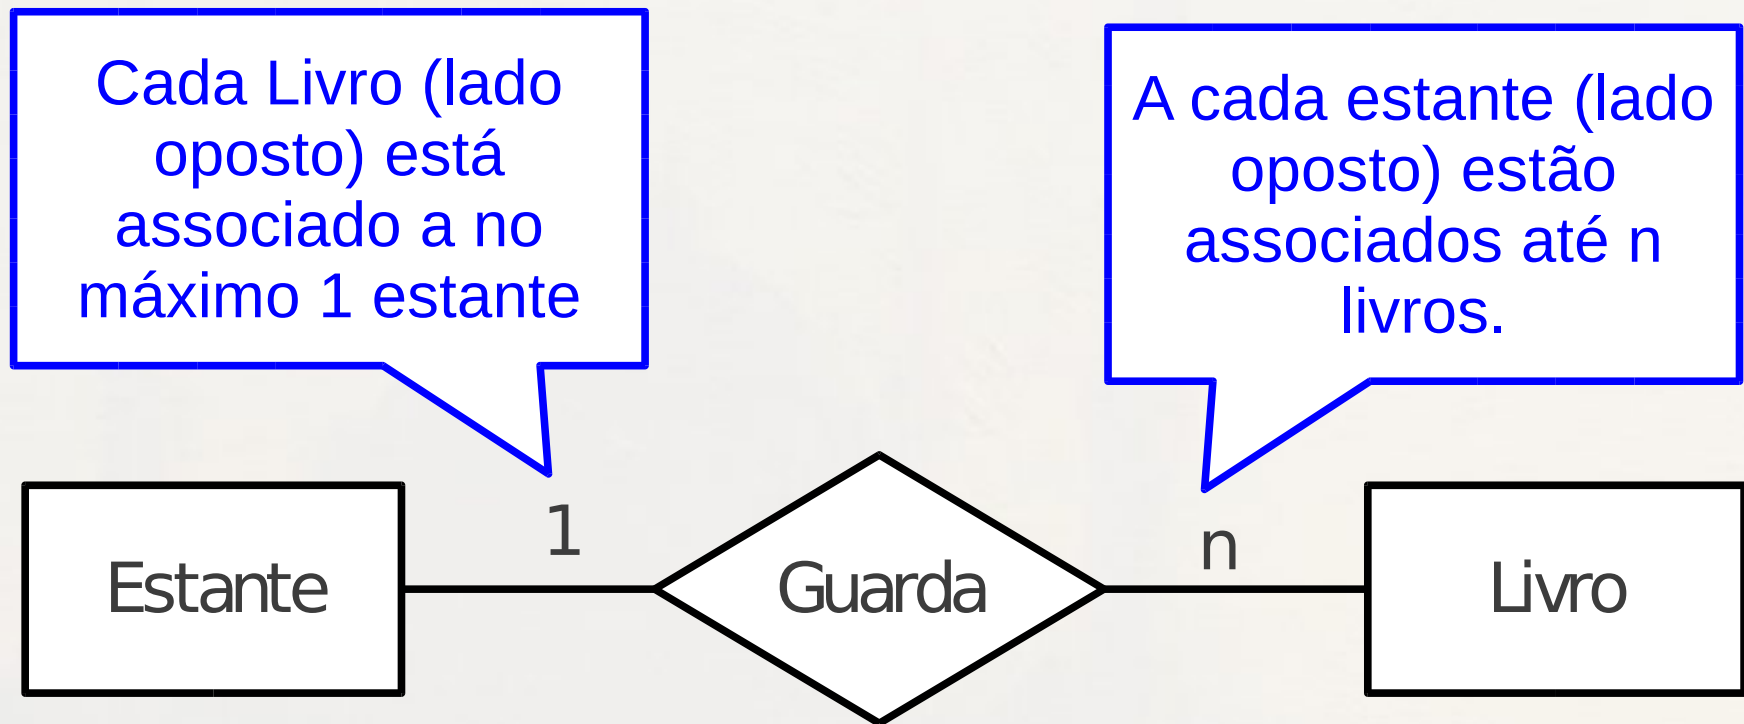 Cada Livro (lado
oposto) está
associado a no
máximo 1 estante
A cada estante (lado
oposto) estão
associados até n
livros.
1
n
Estante
Guarda
Livro